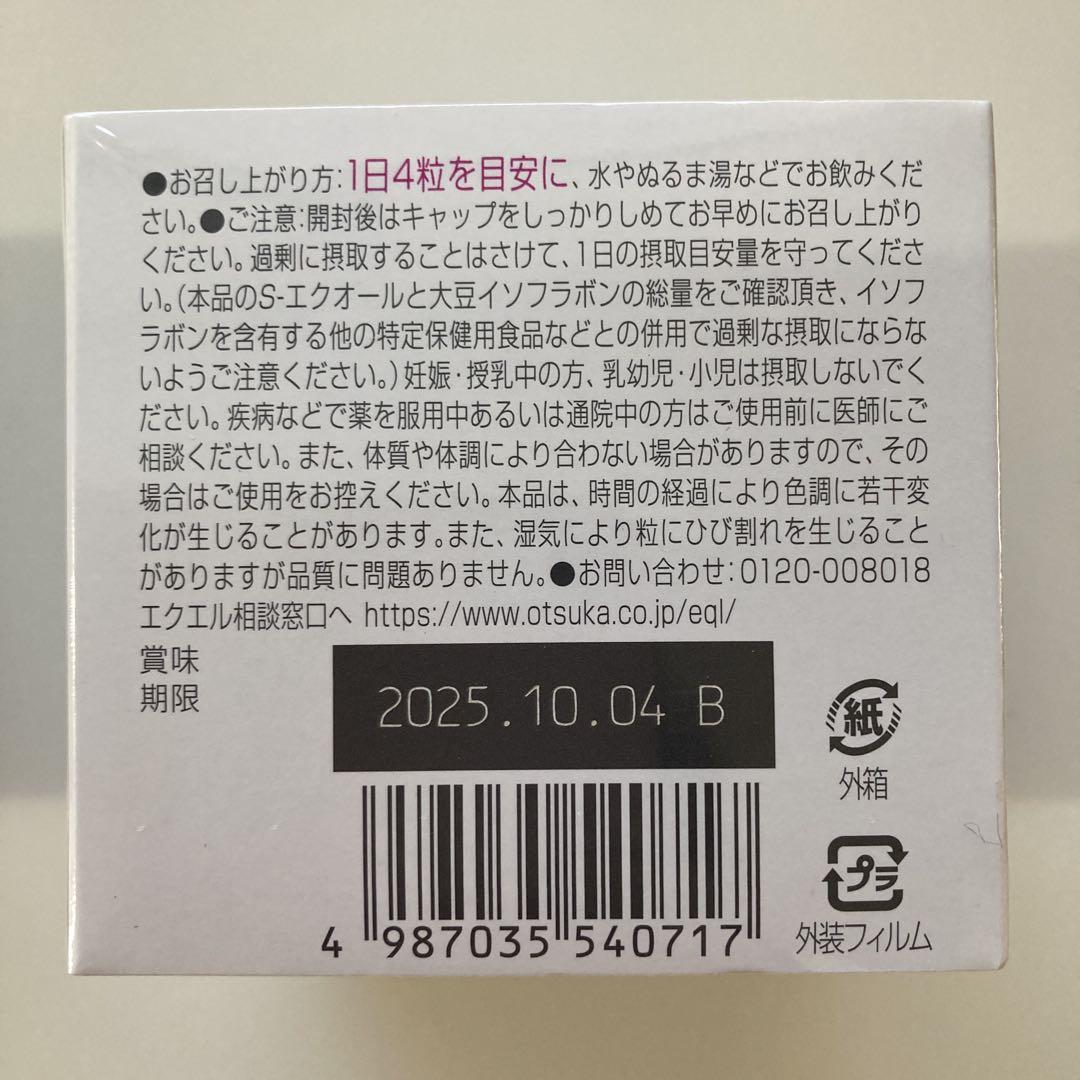 ●お召し上がり方:1日4粒を目安に、水やぬるま湯などでお飲みくだ
さい。●ご注意:開封後はキャップをしっかりしめてお早めにお召し上がり
ください。過剰に摂取することはさけて、1日の摂取目安量を守ってくださ
い。(本品のS-エクオールと大豆イソフラボンの総量をご確認頂き、イソフ
ラボンを含有する他の特定保健用食品などとの併用で過剰な摂取にならな
いようご注意ください。)妊娠・授乳中の方、乳幼児・小児は摂取しないでく
ださい。疾病などで薬を服用中あるいは通院中の方はご使用前に医師にご
相談ください。また、体質や体調により合わない場合がありますので、その
場合はご使用をお控えください。本品は、時間の経過により色調に若干変
化が生じることがあります。また、湿気により粒にひび割れを生じること
がありますが品質に問題ありません。●お問い合わせ:0120-008018
エクエル相談窓口へ https://www.otsuka.co.jp/eql/
賞味
期限
2025.10.04 B
紙
外箱
プラ
外装フィルム
4 987035 540717